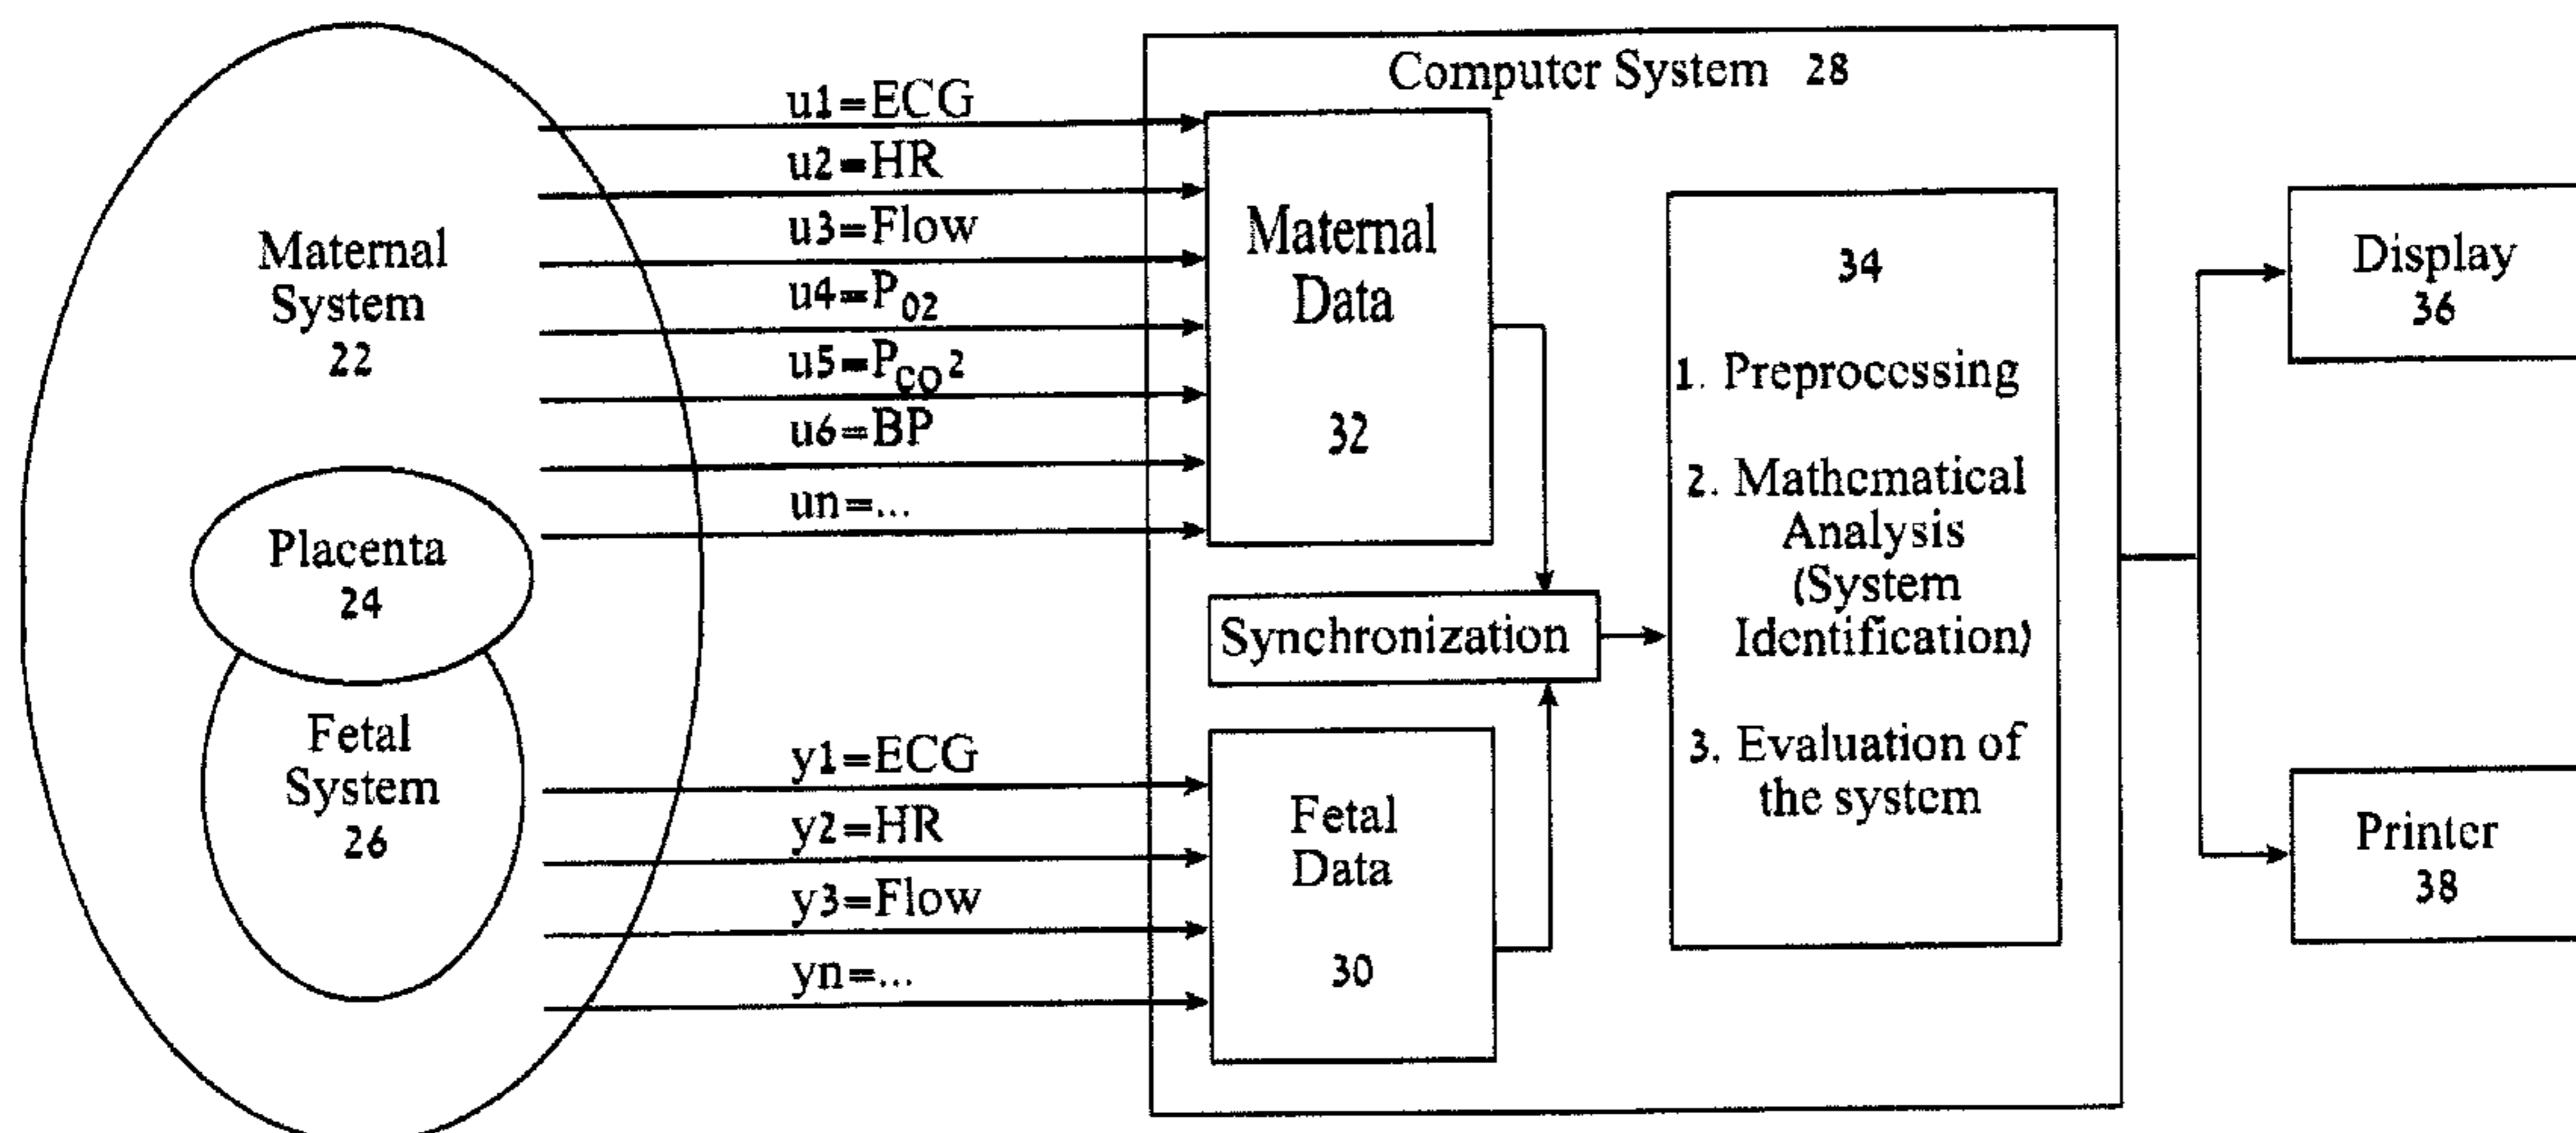 Computer System 28
Maternal
System
22
Placenta
24
Fetal
System
26
u1=ECG
u2=HR
u3=Flow
u4=P02
u5=PCO2
u6=BP
un=...
y1=ECG
y2=HR
y3=Flow
yn=...
Maternal
Data
32
Synchronization
Fetal
Data
30
34
1. Preprocessing
2. Mathematical
Analysis
(System
Identification)
3. Evaluation of
the system
Display
36
Printer
38